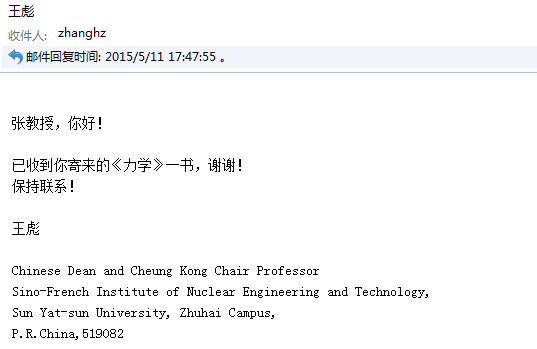 王彪
收件人: zhanghz
邮件回复时间: 2015/5/11 17:47:55 。
张教授，你好！
已收到你寄来的《力学》一书，谢谢！
保持联系！
王彪
Chinese Dean and Cheung Kong Chair Professor
Sino-French Institute of Nuclear Engineering and Technology,
Sun Yat-sun University, Zhuhai Campus,
P.R.China,519082